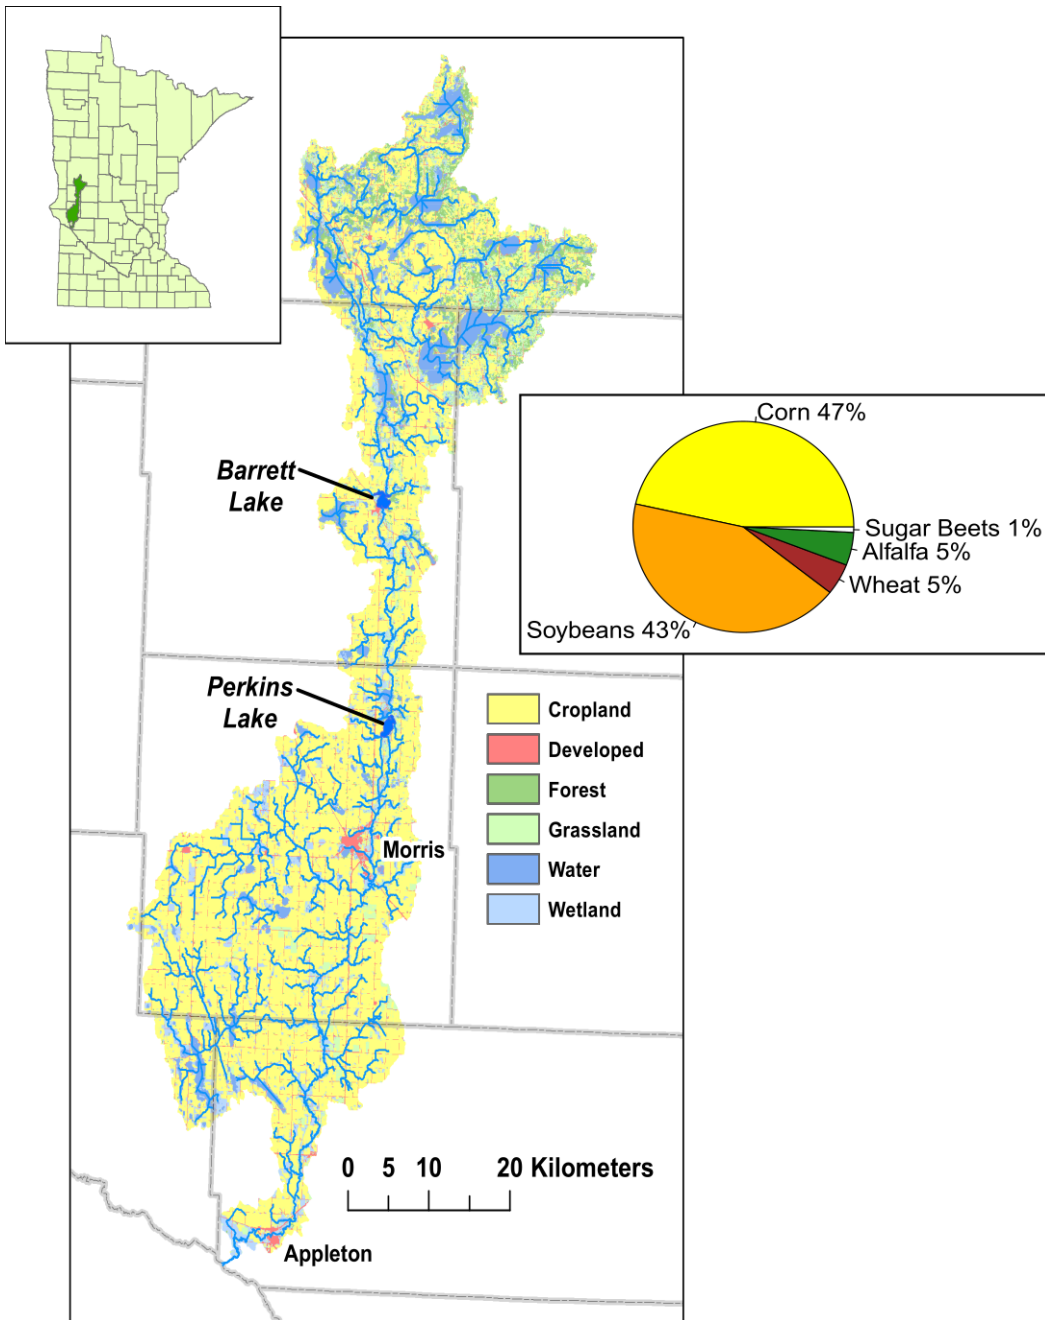 Corn 47%
Sugar Beets 1%
Alfalfa 5%
Wheat 5%
Soybeans 43%
Barrett
Lake
Perkins
Lake
Cropland
Developed
Forest
Grassland
Water
Wetland
Morris
0 5 10 20 Kilometers
Appleton